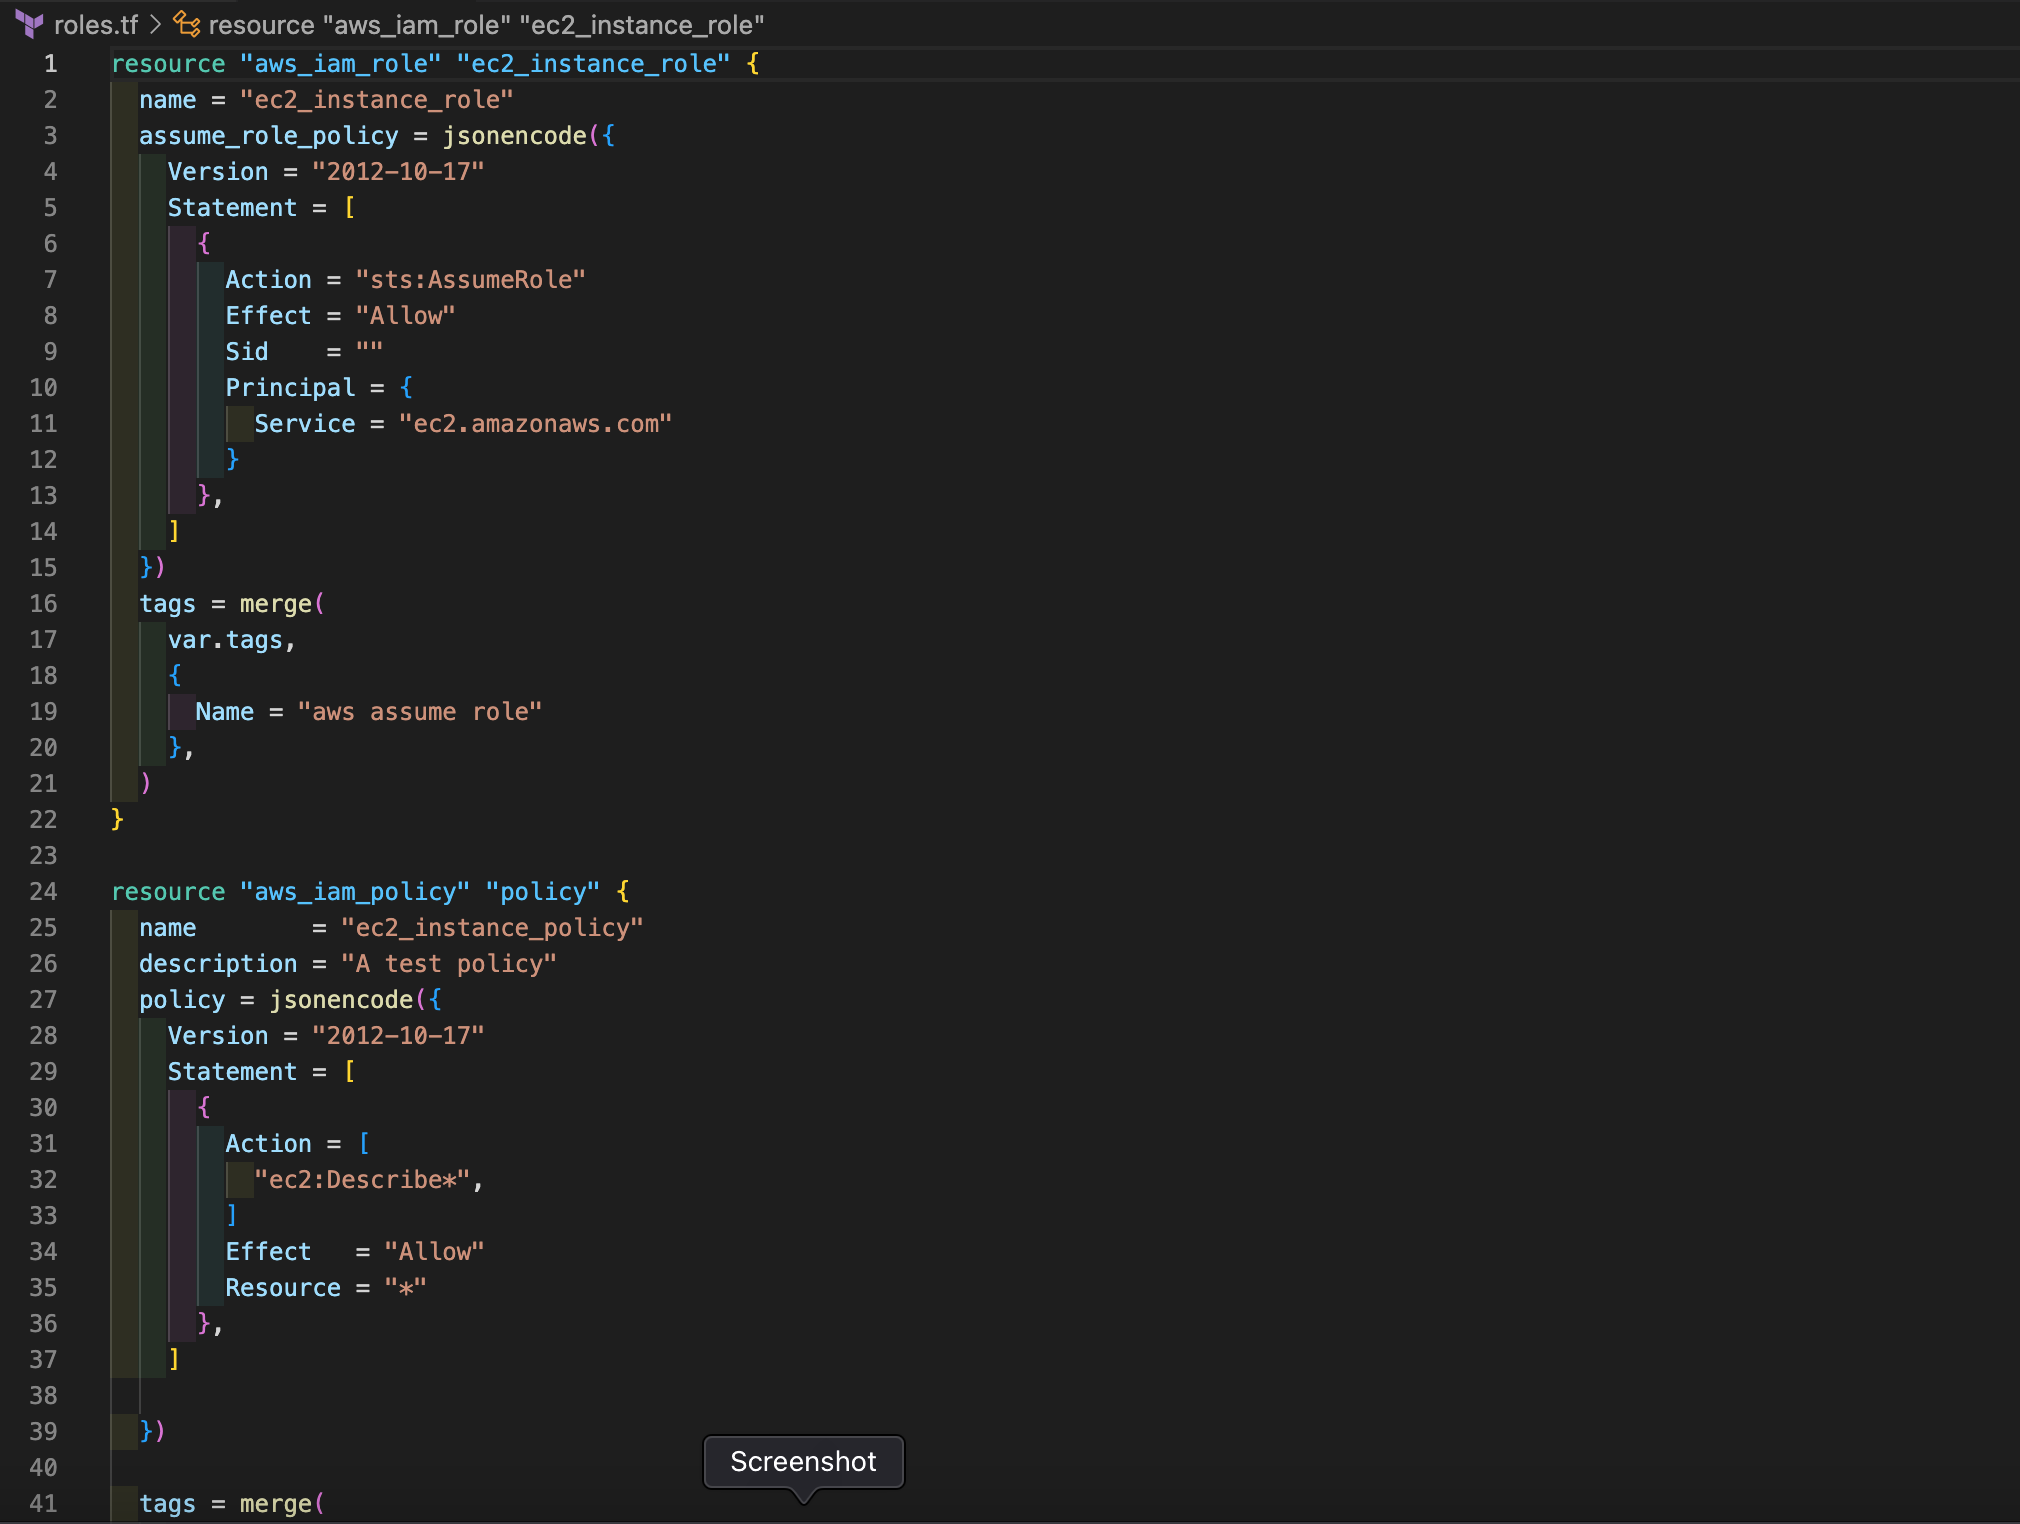 roles.tf > resource "aws_iam_role" "ec2_instance_role"
1 resource "aws_iam_role" "ec2_instance_role" {
2   name = "ec2_instance_role"
3   assume_role_policy = jsonencode({
4     Version = "2012-10-17"
5     Statement = [
6       {
7         Action = "sts:AssumeRole"
8         Effect = "Allow"
9         Sid    = ""
10         Principal = {
11           Service = "ec2.amazonaws.com"
12         }
13       },
14     ]
15   })
16   tags = merge(
17     var.tags,
18     {
19       Name = "aws assume role"
20     },
21   )
22 }
23
24 resource "aws_iam_policy" "policy" {
25   name        = "ec2_instance_policy"
26   description = "A test policy"
27   policy = jsonencode({
28     Version = "2012-10-17"
29     Statement = [
30       {
31         Action = [
32           "ec2:Describe*",
33         ]
34         Effect   = "Allow"
35         Resource = "*"
36       },
37     ]
38
39   })
40
41   tags = merge(
Screenshot